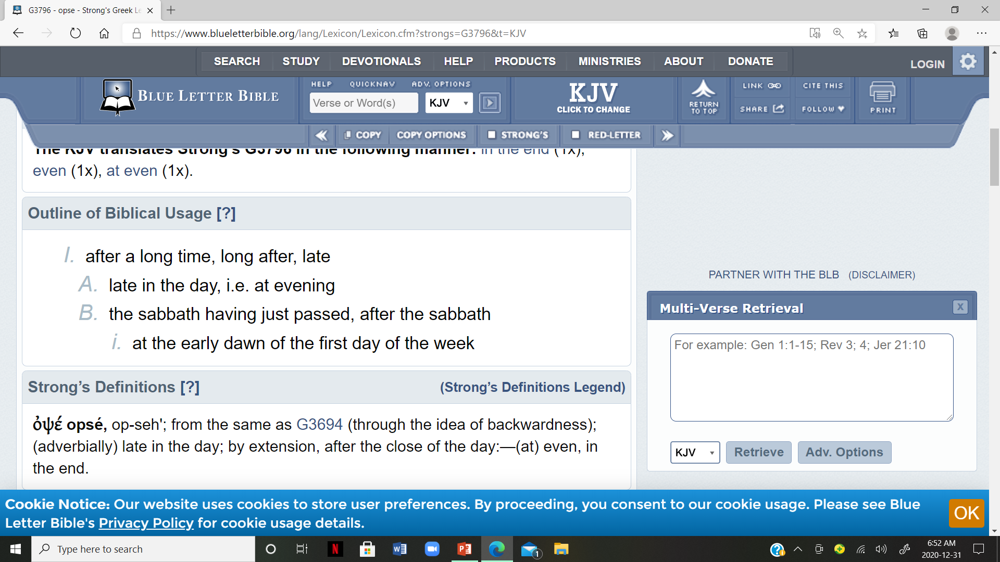 G3796 - opse - Strong's Greek Le
https://www.blueletterbible.org/lang/Lexicon/Lexicon.cfm?strongs=G3796&t=KJV
SEARCH STUDY DEVOTIONALS HELP PRODUCTS MINISTRIES ABOUT DONATE LOGIN
BLUE LETTER BIBLE
HELP QUICKNAV ADV. OPTIONS
Verse or Word(s) KJV
KJV
CLICK TO CHANGE
RETURN
TO TOP
LINK CITE THIS
SHARE FOLLOW
PRINT
COPY COPY OPTIONS STRONG'S RED-LETTER
The KJV translates Strong's G3796 in the following manner: in the end (1x),
even (1x), at even (1x).
Outline of Biblical Usage [?]
I. after a long time, long after, late
A. late in the day, i.e. at evening
B. the sabbath having just passed, after the sabbath
i. at the early dawn of the first day of the week
Strong’s Definitions [?] (Strong’s Definitions Legend)
ὀψέ opsé, op-seh'; from the same as G3694 (through the idea of backwardness);
(adverbially) late in the day; by extension, after the close of the day:—(at) even, in
the end.
PARTNER WITH THE BLB (DISCLAIMER)
Multi-Verse Retrieval X
For example: Gen 1:1-15; Rev 3; 4; Jer 21:10
KJV Retrieve Adv. Options
Cookie Notice: Our website uses cookies to store user preferences. By proceeding, you consent to our cookie usage. Please see Blue
Letter Bible's Privacy Policy for cookie usage details.
OK
Type here to search
N
W
P
1
6:52 AM
2020-12-31